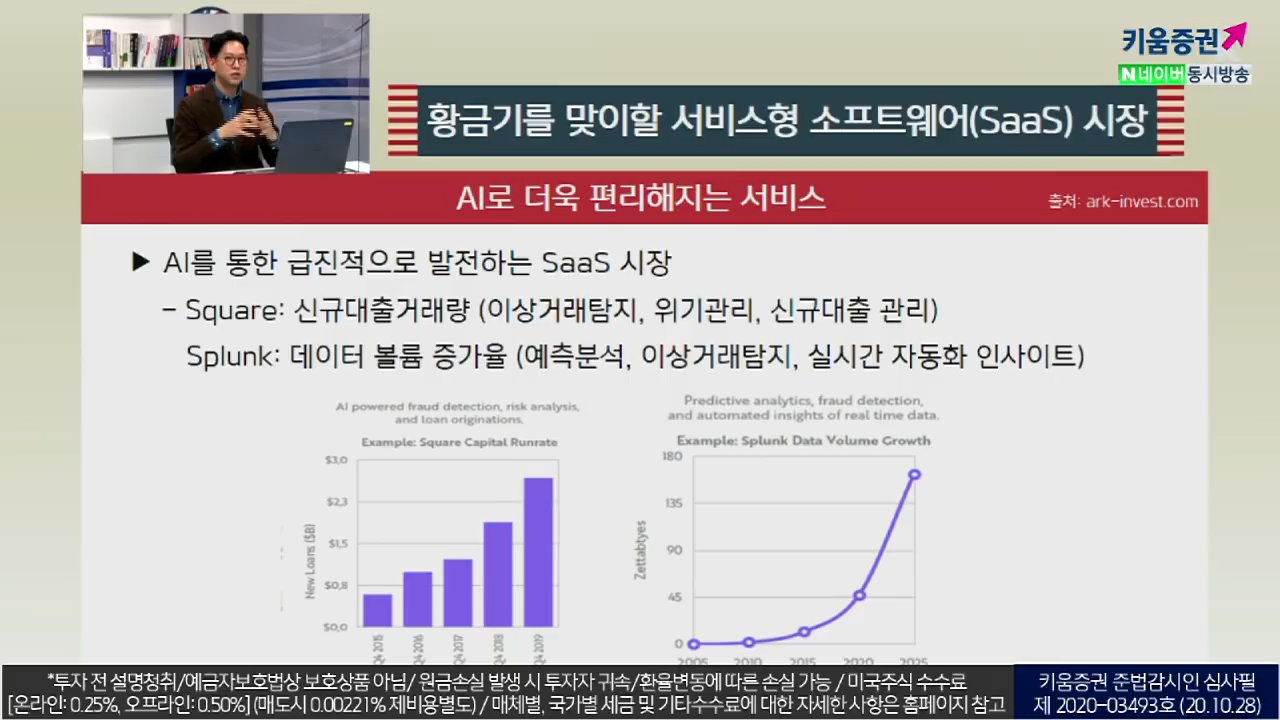 키움증권
N 네이버 동시방송
황금기를 맞이할 서비스형 소프트웨어(SaaS) 시장
AI로 더욱 편리해지는 서비스
출처: ark-invest.com
▶ AI를 통한 급진적으로 발전하는 SaaS 시장
- Square: 신규대출거래량 (이상거래탐지, 위기관리, 신규대출 관리)
Splunk: 데이터 볼륨 증가율 (예측분석, 이상거래탐지, 실시간 자동화 인사이트)
AI powered fraud detection, risk analysis,
and loan originations.
Example: Square Capital Runrate
$3,0
$2,3
$1,5
$0,8
$0,0
New Loans ($B)
Q4 2015
Q4 2016
Q4 2017
Q4 2018
Q4 2019
Predictive analytics, fraud detection,
and automated insights of real time data.
Example: Splunk Data Volume Growth
180
135
90
45
0
Zettabtyes
2005
2010
2015
2020
2025
*투자 전 설명청취/예금자보호법상 보호상품 아님/ 원금손실 발생 시 투자자 귀속/환율변동에 따른 손실 가능 / 미국주식 수수료
[온라인: 0.25%, 오프라인: 0.50%] (매도시 0.00221% 제비용별도) / 매체별, 국가별 세금 및 기타수수료에 대한 자세한 사항은 홈페이지 참고
키움증권 준법감시인 심사필
제 2020-03493호 (20.10.28)